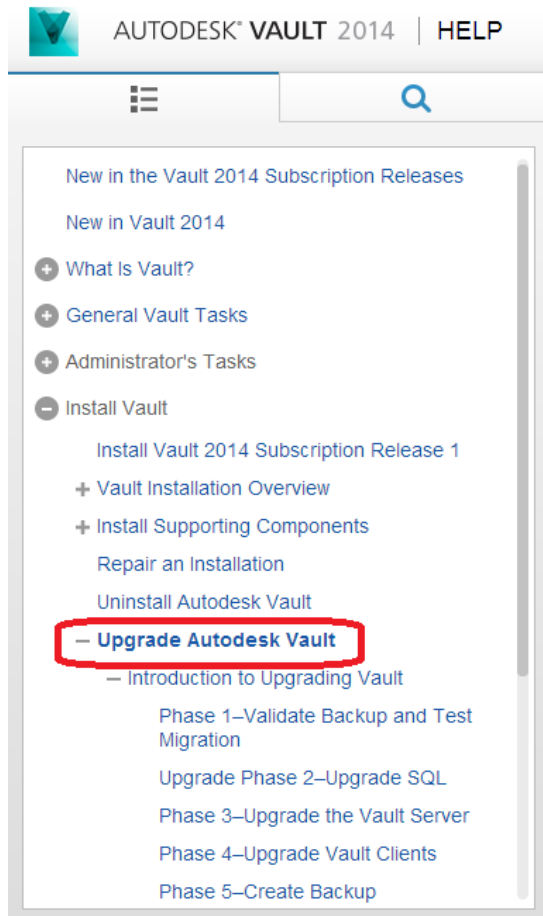 AUTODESK® VAULT 2014 | HELP
New in the Vault 2014 Subscription Releases
New in Vault 2014
What Is Vault?
General Vault Tasks
Administrator's Tasks
Install Vault
Install Vault 2014 Subscription Release 1
Vault Installation Overview
Install Supporting Components
Repair an Installation
Uninstall Autodesk Vault
Upgrade Autodesk Vault
Introduction to Upgrading Vault
Phase 1–Validate Backup and Test
Migration
Upgrade Phase 2–Upgrade SQL
Phase 3–Upgrade the Vault Server
Phase 4–Upgrade Vault Clients
Phase 5–Create Backup